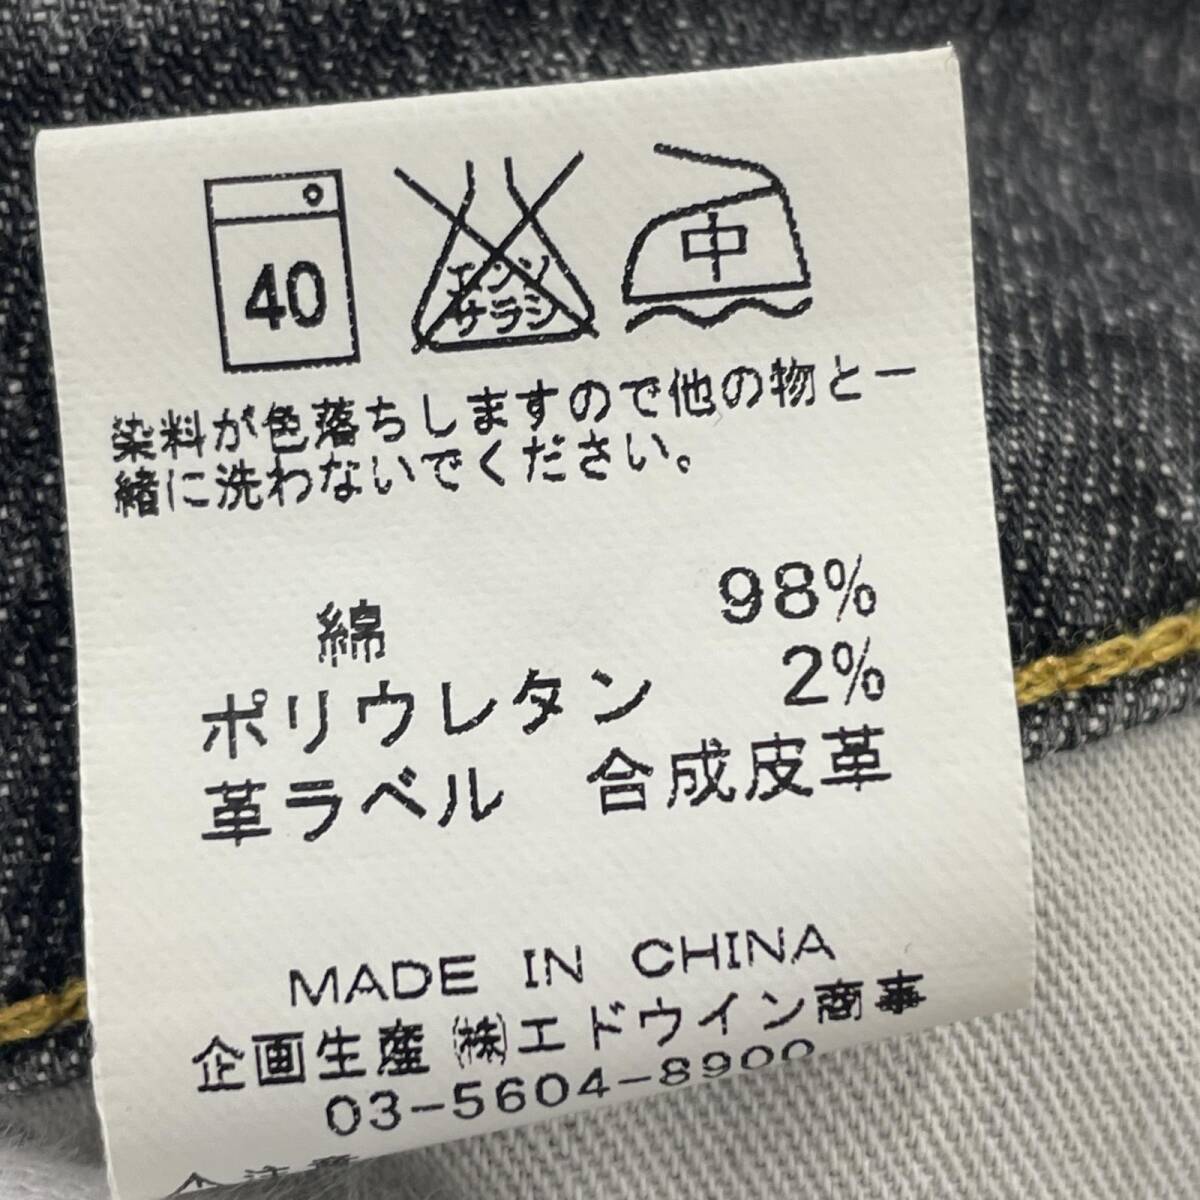 40
エンソ
サラシ
中
染料が色落ちしますので他の物と一
緒に洗わないでください。
綿 98%
ポリウレタン 2%
革ラベル 合成皮革
MADE IN CHINA
企画生産 ㈱エドウイン商事
03-5604-8900